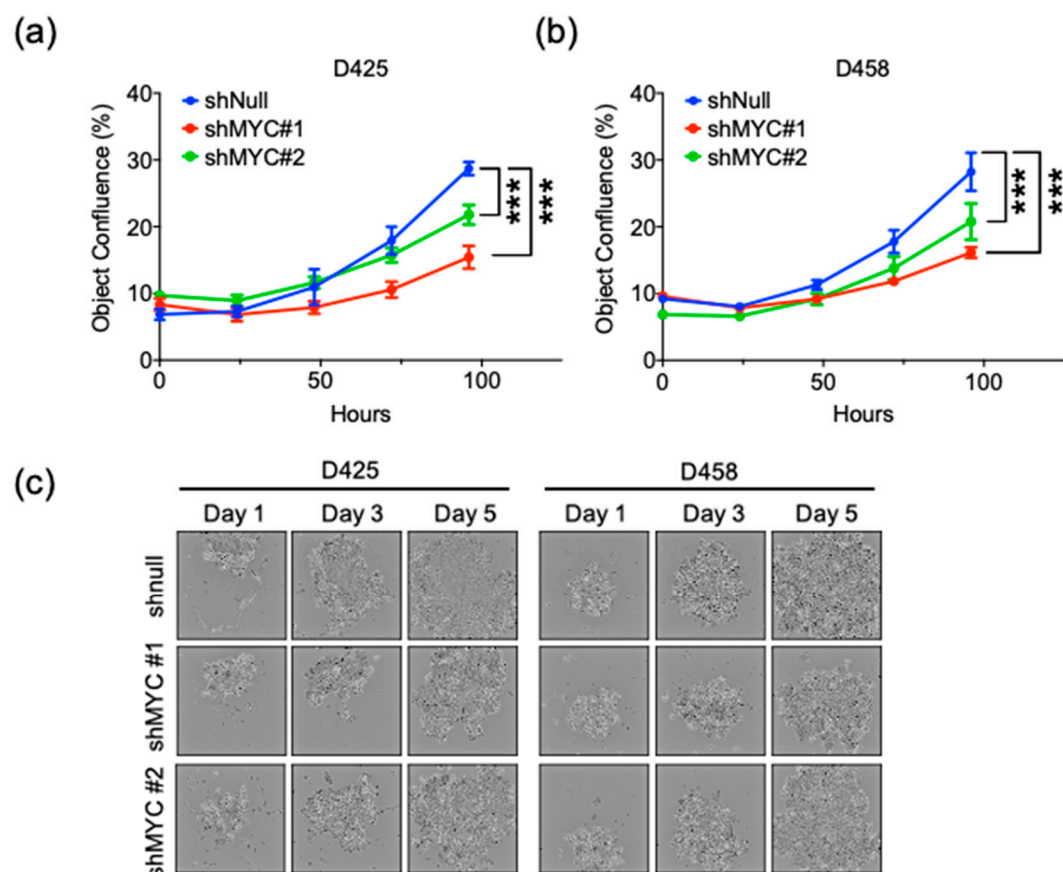 (a)
D425
Object Confluence (%)
40
30
20
10
0
0
50
100
Hours
shNull
shMYC#1
shMYC#2
***
***
(b)
D458
Object Confluence (%)
40
30
20
10
0
0
50
100
Hours
shNull
shMYC#1
shMYC#2
***
***
(c)
D425 D458
Day 1 Day 3 Day 5 Day 1 Day 3 Day 5
shnull
shMYC #1
shMYC #2